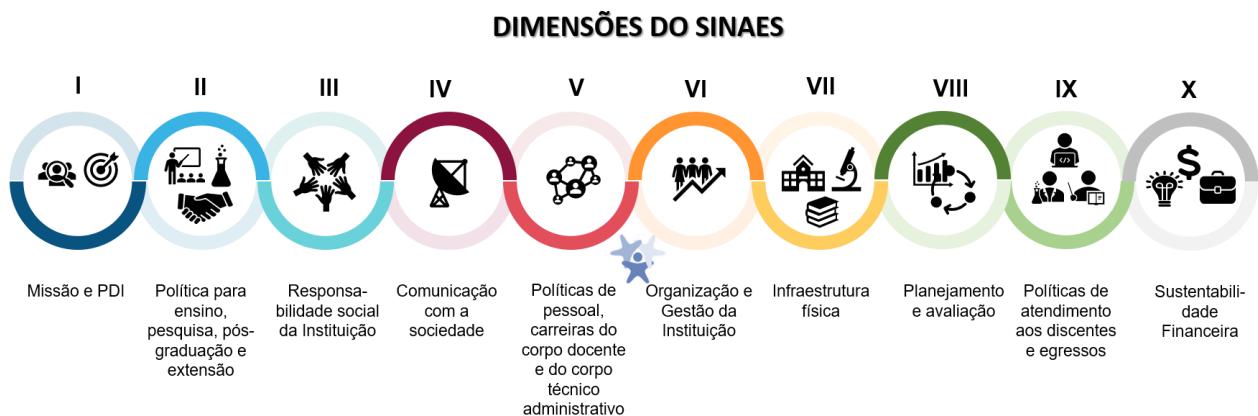 DIMENSÕES DO SINAES
I
II
III
IV
V
VI
VII
VIII
IX
X
Missão e PDI
Política para
ensino,
pesquisa, pós-
graduação e
extensão
Responsa-
bilidade social
da Instituição
Comunicação
com a
sociedade
Políticas de
pessoal,
carreiras do
corpo docente
e do corpo
técnico
administrativo
Organização e
Gestão da
Instituição
Infraestrutura
física
Planejamento
e avaliação
Políticas de
atendimento
aos discentes
e egressos
Sustentabili-
dade
Financeira